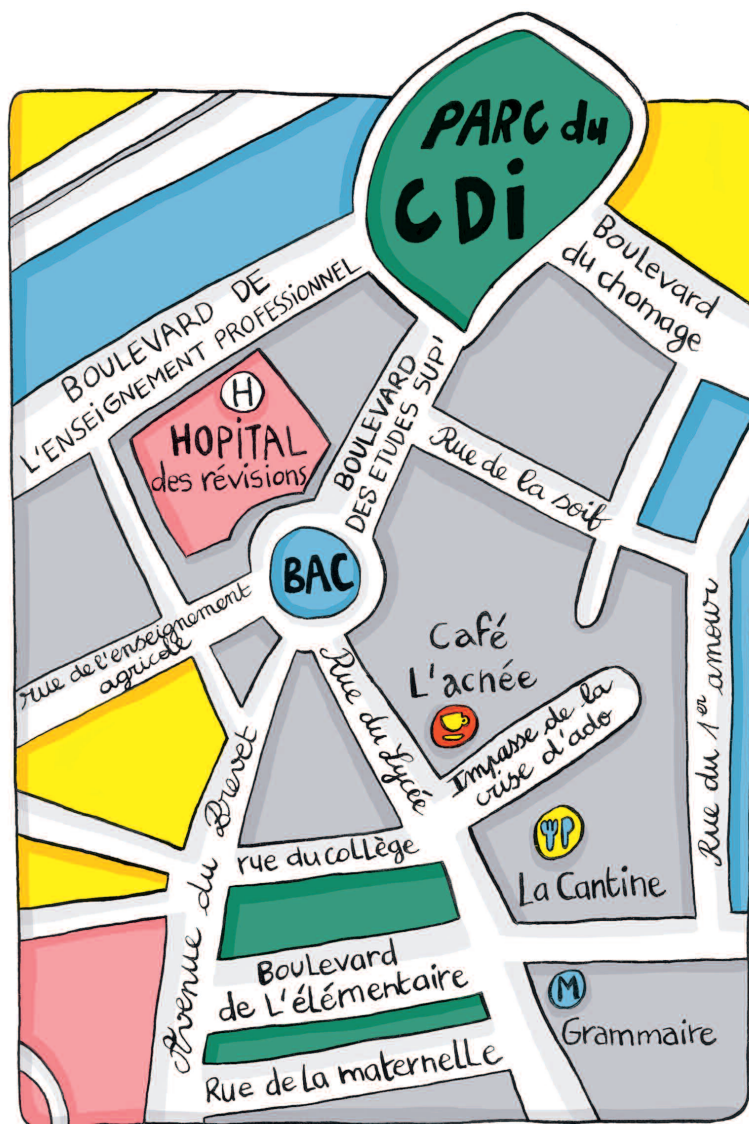 PARC du
CDi
Boulevard
du chomage
BOULEVARD DE
L'ENSEiGNEMENT PROFESSIONNEL
H
HOPITAL
des révisions
BOULEVARD
DES ETUDES SUP'
Rue de la soif
BAC
rue de l'enseignement
agricole
Café
L'achée
Rue du Lycée
Impasse de la
crise d'ado
Rue du 1er amour
Avenue du Brevet
rue du collège
La Cantine
Boulevard
de L'élémentaire
M
Grammaire
Rue de La maternelle